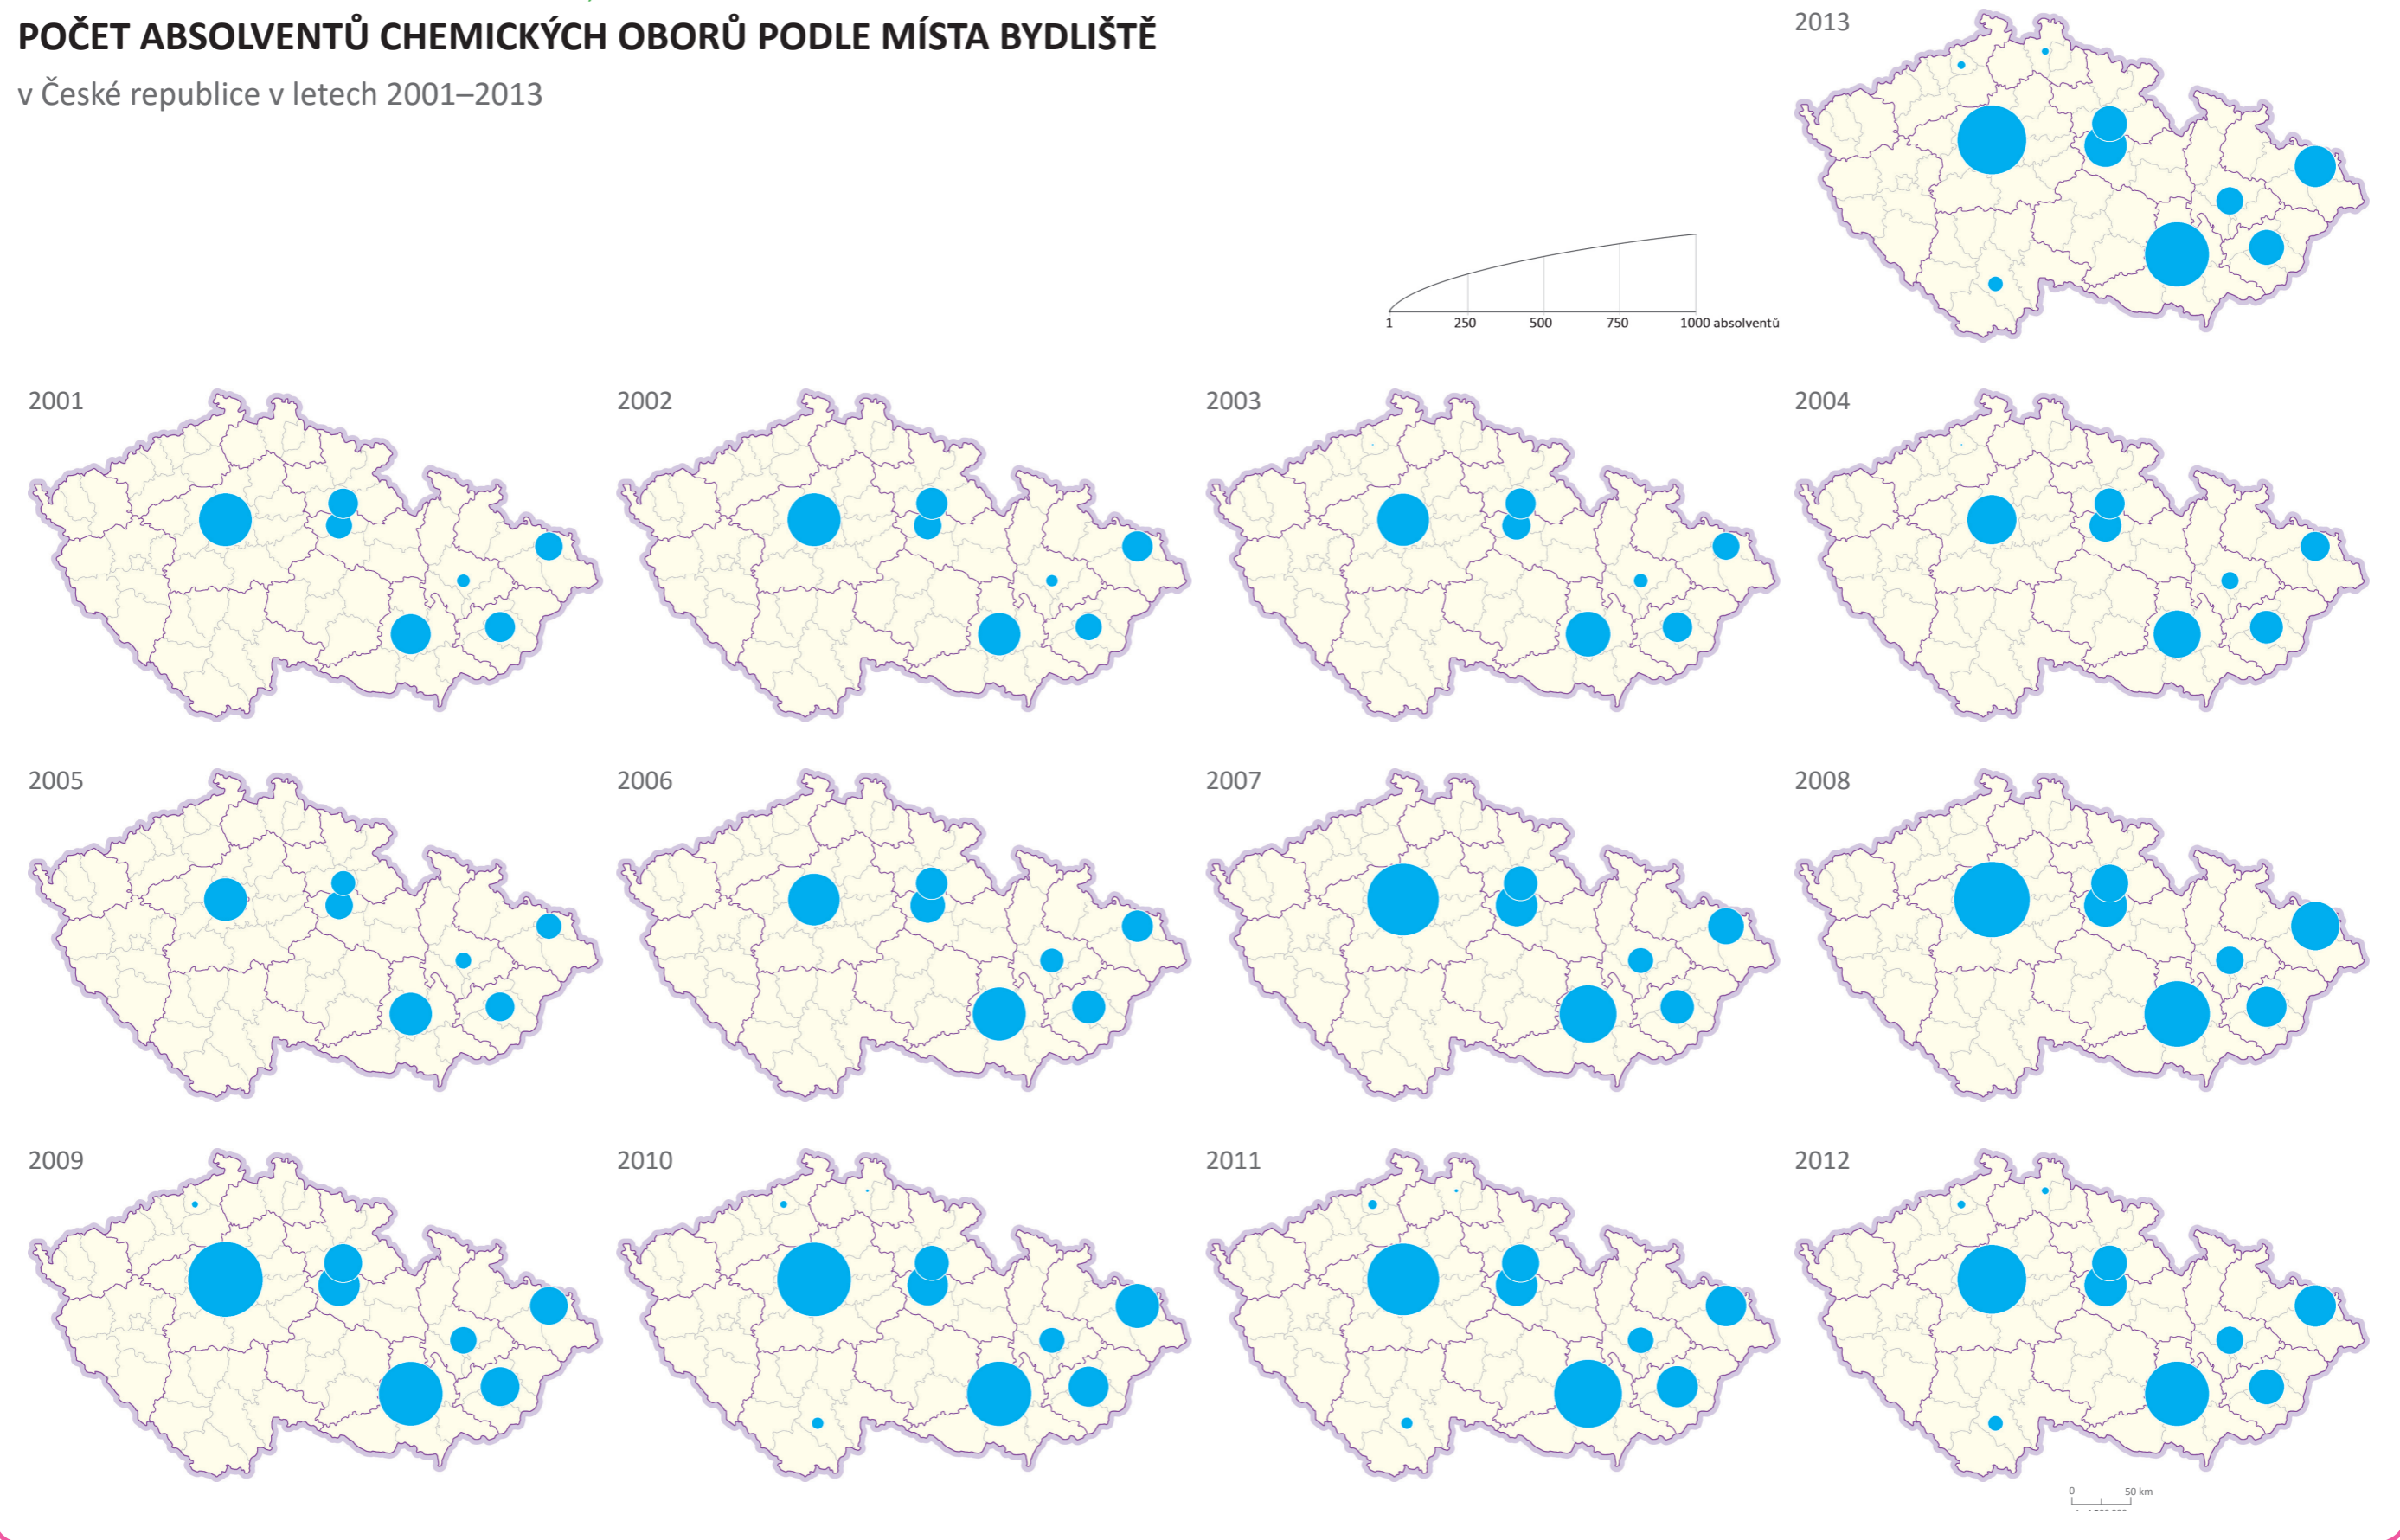 POČET ABSOLVENTŮ CHEMICKÝCH OBORŮ PODLE MÍSTA BYDLIŠTĚ
v České republice v letech 2001–2013
2013
1 250 500 750 1000 absolventů
2001 2002 2003 2004
2005 2006 2007 2008
2009 2010 2011 2012
0 50 km